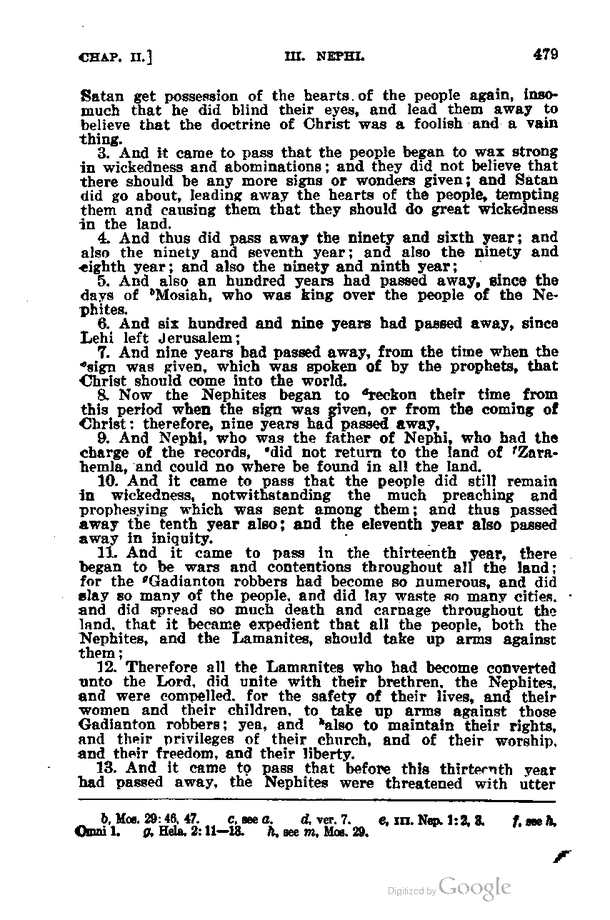 CHAP. II.] III. NEPHI. 479
Satan get possession of the hearts of the people again, inso-
much that he did blind their eyes, and lead them away to
believe that the doctrine of Christ was a foolish and a vain
thing.
3. And it came to pass that the people began to wax strong
in wickedness and abominations; and they did not believe that
there should be any more signs or wonders given; and Satan
did go about, leading away the hearts of the people, tempting
them and causing them that they should do great wickedness
in the land.
4. And thus did pass away the ninety and sixth year; and
also the ninety and seventh year; and also the ninety and
eighth year; and also the ninety and ninth year;
5. And also an hundred years had passed away, since the
days of bMosiah, who was king over the people of the Ne-
phites.
6. And six hundred and nine years had passed away, since
Lehi left Jerusalem;
7. And nine years had passed away, from the time when the
csign was given, which was spoken of by the prophets, that
Christ should come into the world.
8. Now the Nephites began to dreckon their time from
this period when the sign was given, or from the coming of
Christ: therefore, nine years had passed away,
9. And Nephi, who was the father of Nephi, who had the
charge of the records, edid not return to the land of fZara-
hemla, and could no where be found in all the land.
10. And it came to pass that the people did still remain
in wickedness, notwithstanding the much preaching and
prophesying which was sent among them; and thus passed
away the tenth year also; and the eleventh year also passed
away in iniquity.
11. And it came to pass in the thirteenth year, there
began to be wars and contentions throughout all the land;
for the gGadianton robbers had become so numerous, and did
slay so many of the people, and did lay waste so many cities,
and did spread so much death and carnage throughout the
land, that it became expedient that all the people, both the
Nephites, and the Lamanites, should take up arms against
them;
12. Therefore all the Lamanites who had become converted
unto the Lord, did unite with their brethren, the Nephites,
and were compelled, for the safety of their lives, and their
women and their children, to take up arms against those
Gadianton robbers; yea, and halso to maintain their rights,
and their privileges of their church, and of their worship,
and their freedom, and their liberty.
13. And it came to pass that before this thirteenth year
had passed away, the Nephites were threatened with utter
b, Mos. 29:46, 47. c, see a. d, ver. 7. e, III. Nep. 1:2, 3. f, see h,
Omni 1. g, Hela. 2:11—13. h, see m, Mos. 29.
Digitized by Google